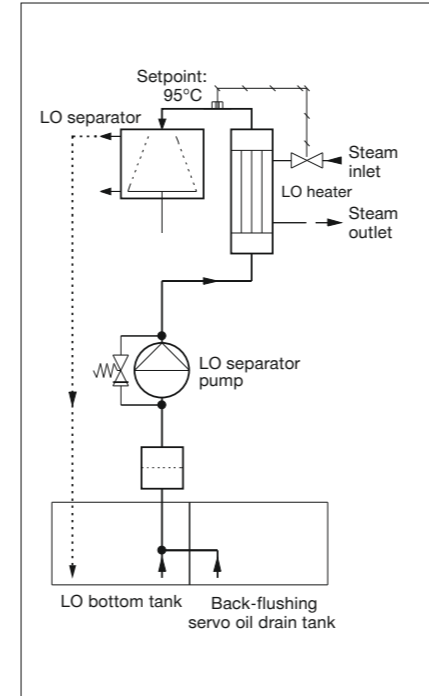 Setpoint:
95°C
LO separator
Steam
inlet
LO heater
Steam
outlet
LO separator
pump
LO bottom tank
Back-flushing
servo oil drain tank